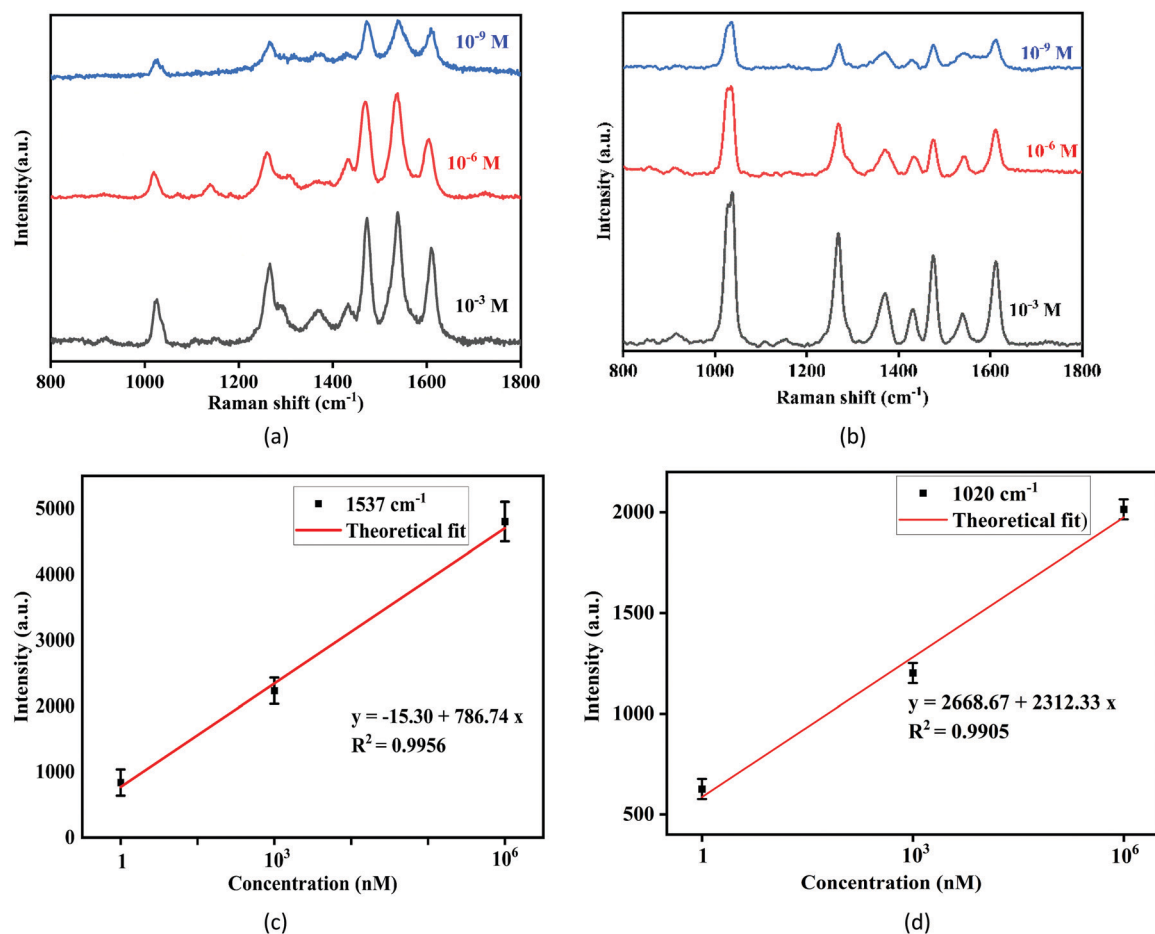 10⁻⁹ M
10⁻⁶ M
10⁻³ M
Intensity(a.u.)
800 1000 1200 1400 1600 1800
Raman shift (cm⁻¹)
(a)
10⁻⁹ M
10⁻⁶ M
10⁻³ M
Intensity (a.u.)
800 1000 1200 1400 1600 1800
Raman shift (cm⁻¹)
(b)
5000
4000
3000
2000
1000
0
Intensity (a.u.)
1537 cm⁻¹
Theoretical fit
y = -15.30 + 786.74 x
R² = 0.9956
1 10³ 10⁶
Concentration (nM)
(c)
2000
1500
1000
500
Intensity (a.u.)
1020 cm⁻¹
Theoretical fit)
y = 2668.67 + 2312.33 x
R² = 0.9905
1 10³ 10⁶
Concentration (nM)
(d)